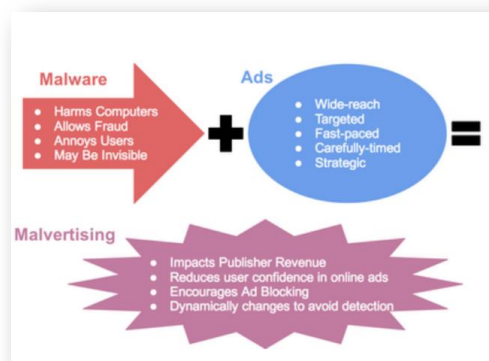 Malware
• Harms Computers
• Allows Fraud
• Annoys Users
• May Be Invisible
+
Ads
• Wide-reach
• Targeted
• Fast-paced
• Carefully-timed
• Strategic
=
Malvertising
• Impacts Publisher Revenue
• Reduces user confidence in online ads
• Encourages Ad Blocking
• Dynamically changes to avoid detection